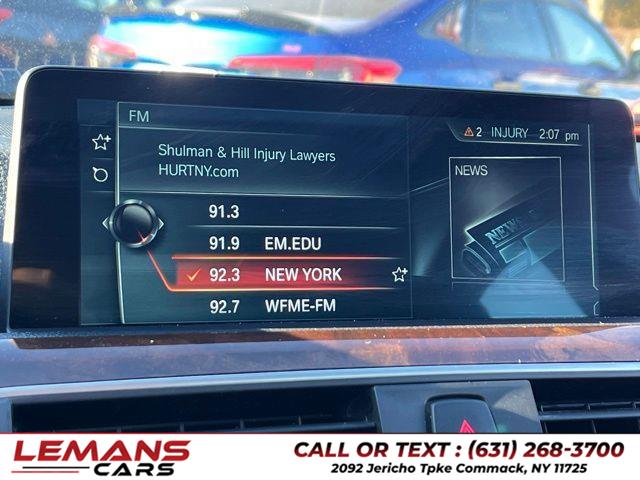 FM
2 INJURY 2:07 pm
Shulman & Hill Injury Lawyers
HURTNY.com
NEWS
NEWS
91.3
91.9 EM.EDU
92.3 NEW YORK
92.7 WFME-FM
LEMANS
CARS
CALL OR TEXT : (631) 268-3700
2092 Jericho Tpke Commack, NY 11725